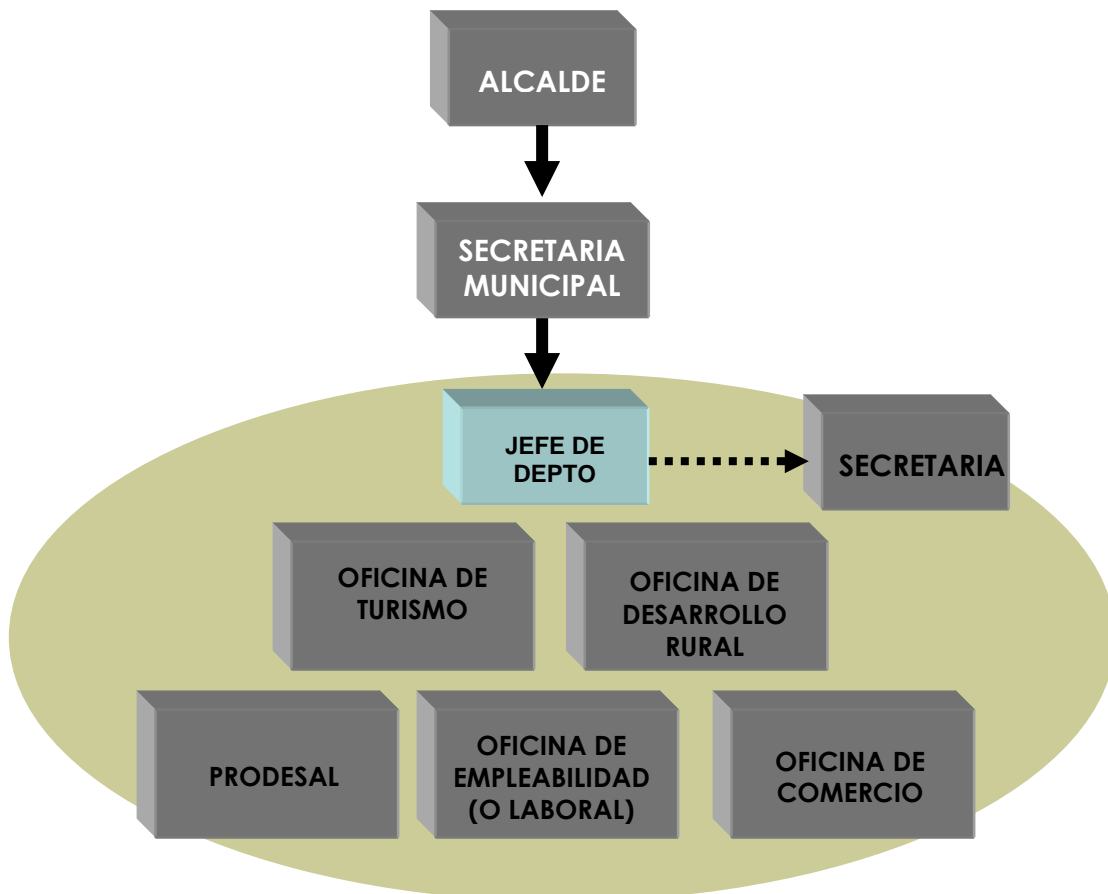 ALCALDE
SECRETARIA
MUNICIPAL
JEFE DE
DEPTO
SECRETARIA
OFICINA DE
TURISMO
OFICINA DE
DESARROLLO
RURAL
PRODESAL
OFICINA DE
EMPLEABILIDAD
(O LABORAL)
OFICINA DE
COMERCIO